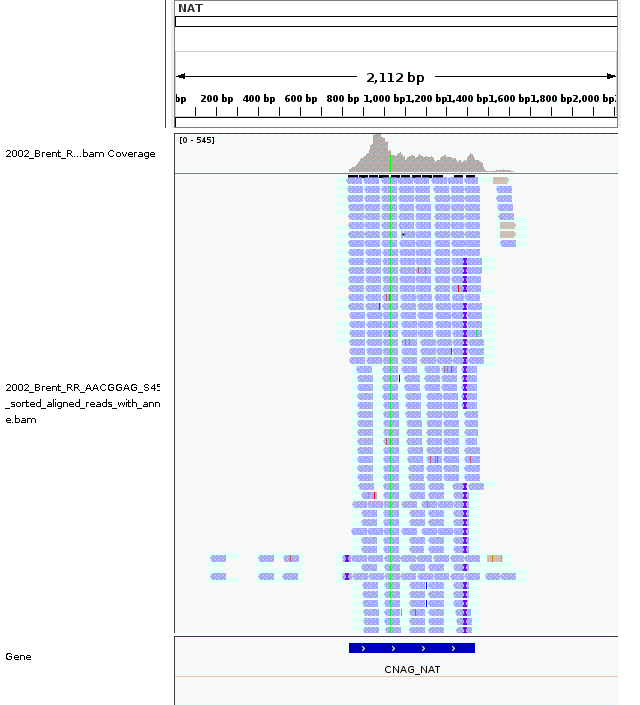 NAT
2,112 bp
bp 200 bp 400 bp 600 bp 800 bp 1,000 bp 1,200 bp 1,400 bp 1,600 bp 1,800 bp 2,000 bp
[0 - 545]
2002_Brent_R...bam Coverage
2002_Brent_RR_AACGGAG_S45
_sorted_aligned_reads_with_ann
e.bam
Gene
CNAG_NAT